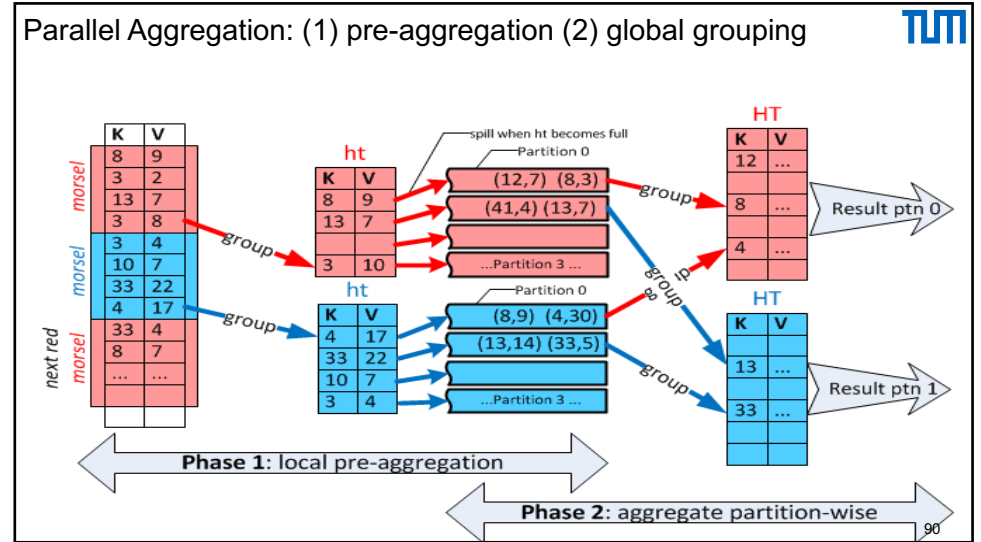 Parallel Aggregation: (1) pre-aggregation (2) global grouping
TUM
K V
8 9
3 2
13 7
3 8
3 4
10 7
33 22
4 17
33 4
8 7
... ...
morsel
morsel
next red
morsel
group
group
ht
K V
8 9
13 7
3 10
ht
K V
4 17
33 22
10 7
3 4
spill when ht becomes full
Partition 0
(12,7) (8,3)
(41,4) (13,7)
...Partition 3 ...
Partition 0
(8,9) (4,30)
(13,14) (33,5)
...Partition 3 ...
group
group
group
HT
K V
12 ...
8 ...
4 ...
Result ptn 0
HT
K V
13 ...
33 ...
Result ptn 1
Phase 1: local pre-aggregation
Phase 2: aggregate partition-wise
90